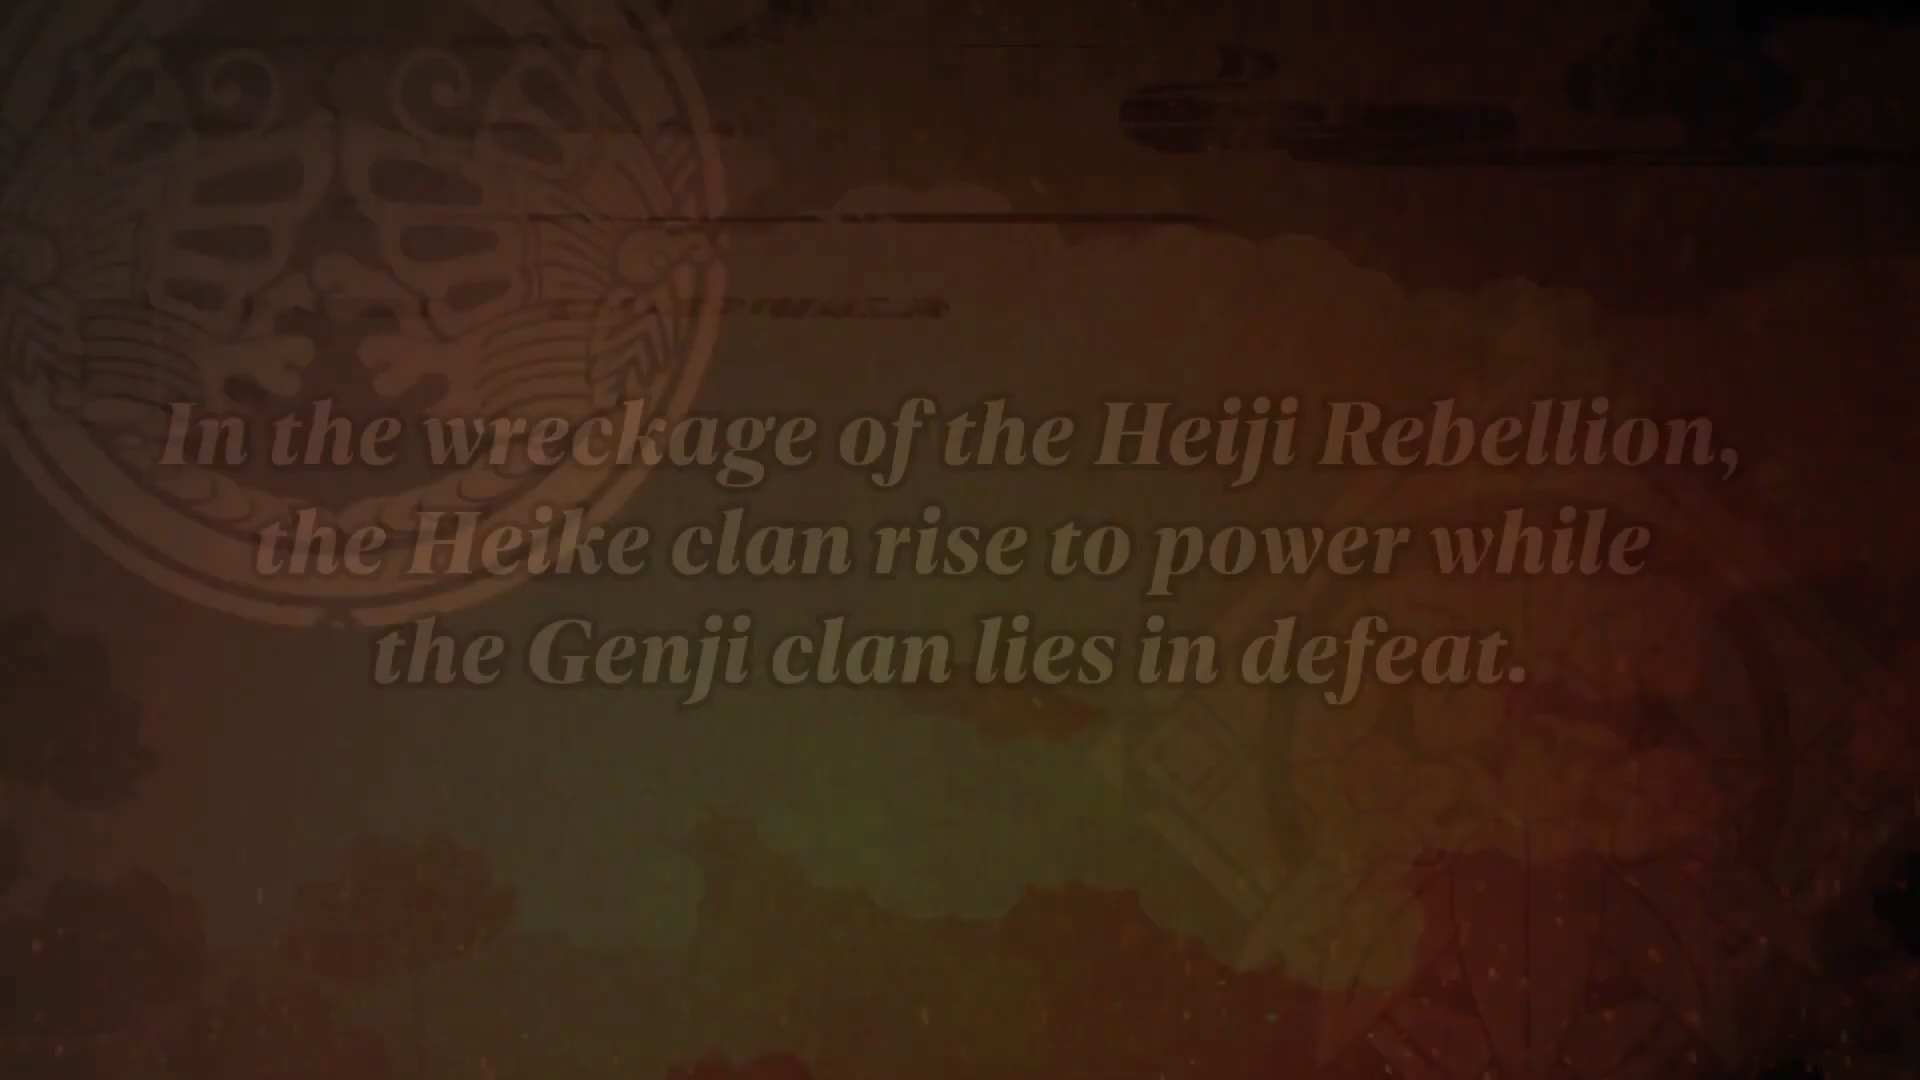 In the wreckage of the Heiji Rebellion,
the Heike clan rise to power while
the Genji clan lies in defeat.